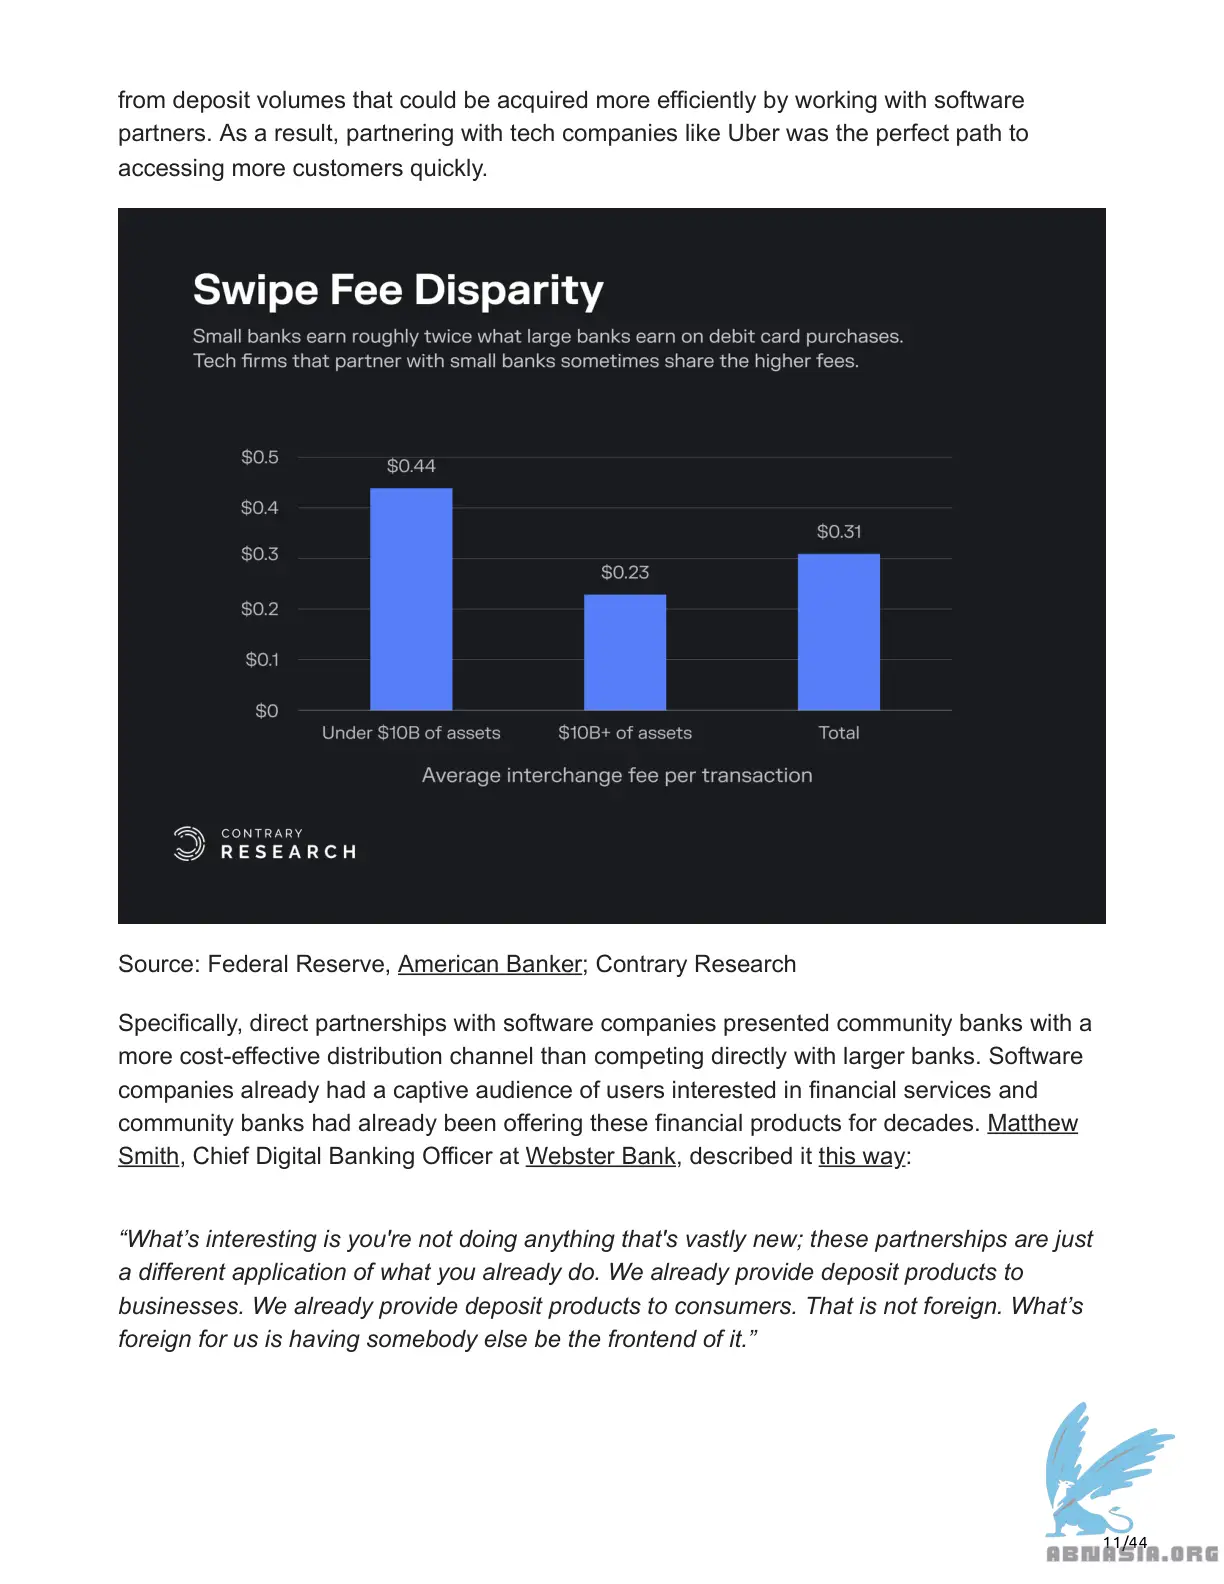 from deposit volumes that could be acquired more efficiently by working with software
partners. As a result, partnering with tech companies like Uber was the perfect path to
accessing more customers quickly.
Swipe Fee Disparity
Small banks earn roughly twice what large banks earn on debit card purchases.
Tech firms that partner with small banks sometimes share the higher fees.
$0.5
$0.44
$0.4
$0.31
$0.3
$0.23
$0.2
$0.1
$0
Under $10B of assets
$10B+ of assets
Total
Average interchange fee per transaction
CONTRARY
RESEARCH
Source: Federal Reserve, American Banker; Contrary Research
Specifically, direct partnerships with software companies presented community banks with a
more cost-effective distribution channel than competing directly with larger banks. Software
companies already had a captive audience of users interested in financial services and
community banks had already been offering these financial products for decades. Matthew
Smith, Chief Digital Banking Officer at Webster Bank, described it this way:
“What’s interesting is you're not doing anything that's vastly new; these partnerships are just
a different application of what you already do. We already provide deposit products to
businesses. We already provide deposit products to consumers. That is not foreign. What’s
foreign for us is having somebody else be the frontend of it.”
11/44
ABNASIA.ORG